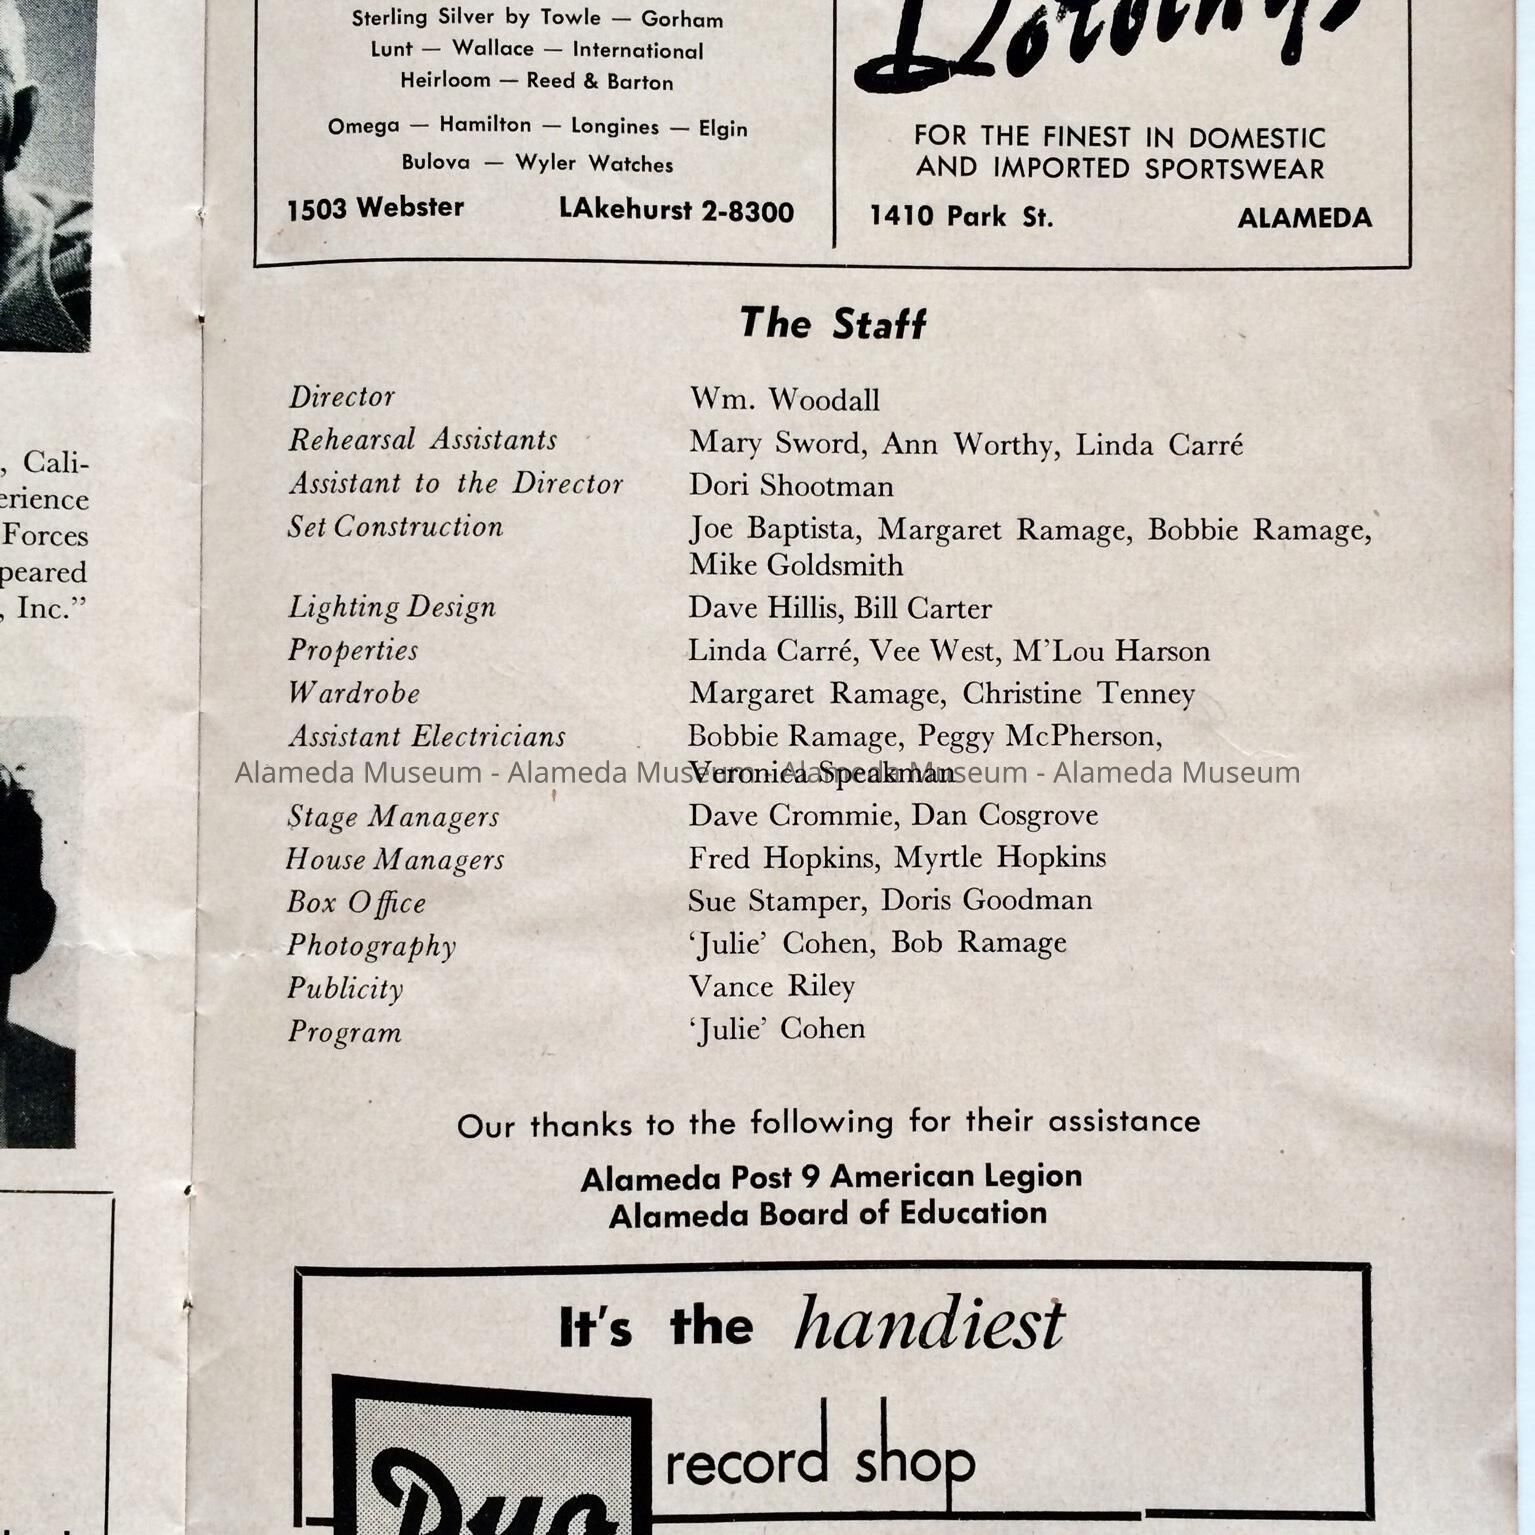 , Cali-
erience
Forces
peared
, Inc.”
Sterling Silver by Towle — Gorham
Lunt — Wallace — International
Heirloom — Reed & Barton
Omega — Hamilton — Longines — Elgin
Bulova — Wyler Watches
1503 Webster LAkehurst 2-8300
FOR THE FINEST IN DOMESTIC
AND IMPORTED SPORTSWEAR
1410 Park St. ALAMEDA
The Staff
Director Wm. Woodall
Rehearsal Assistants Mary Sword, Ann Worthy, Linda Carré
Assistant to the Director Dori Shootman
Set Construction Joe Baptista, Margaret Ramage, Bobbie Ramage,
Mike Goldsmith
Lighting Design Dave Hillis, Bill Carter
Properties Linda Carré, Vee West, M’Lou Harson
Wardrobe Margaret Ramage, Christine Tenney
Assistant Electricians Bobbie Ramage, Peggy McPherson,
Veronica Speakman
Alameda Museum - Alameda Museum - Alameda Museum - Alameda Museum
Stage Managers Dave Crommie, Dan Cosgrove
House Managers Fred Hopkins, Myrtle Hopkins
Box Office Sue Stamper, Doris Goodman
Photography ‘Julie’ Cohen, Bob Ramage
Publicity Vance Riley
Program ‘Julie’ Cohen
Our thanks to the following for their assistance
Alameda Post 9 American Legion
Alameda Board of Education
It’s the handiest
record shop
Duo